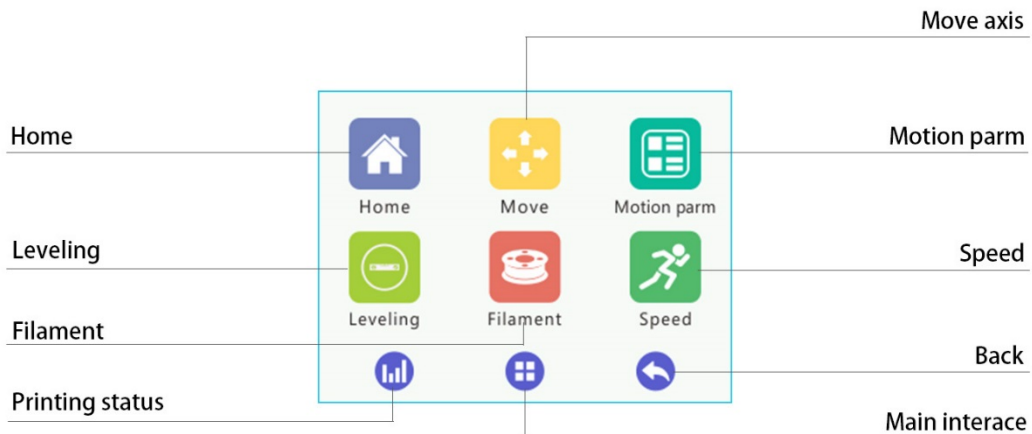 Move axis
Home
Motion parm
Home
Move
Motion parm
Leveling
Speed
Leveling
Filament
Speed
Filament
Back
Printing status
Main interace